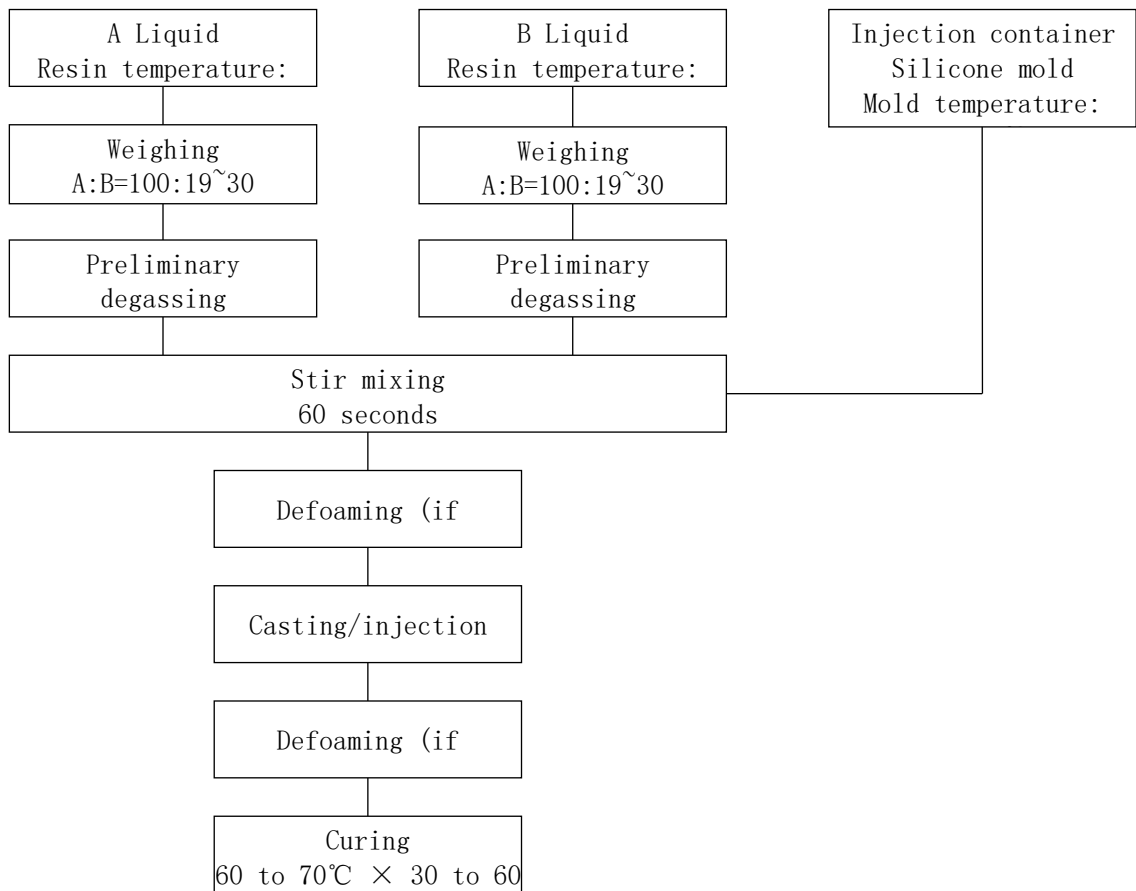 A Liquid
Resin temperature:
B Liquid
Resin temperature:
Injection container
Silicone mold
Mold temperature:
Weighing
A:B=100:19~30
Weighing
A:B=100:19~30
Preliminary
degassing
Preliminary
degassing
Stir mixing
60 seconds
Defoaming (if
Casting/injection
Defoaming (if
Curing
60 to 70℃ × 30 to 60